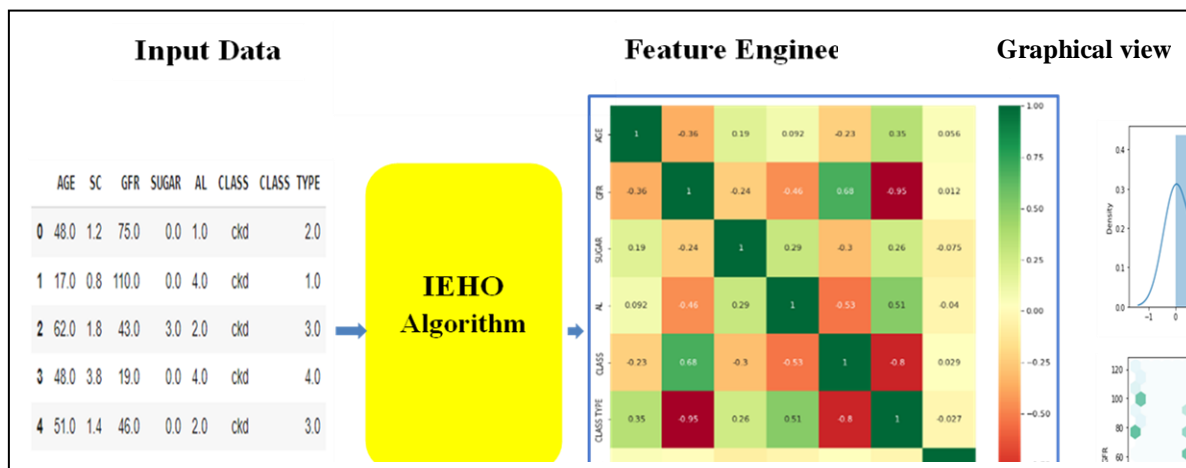 Input Data
Feature Enginee
Graphical view
AGE SC GFR SUGAR AL CLASS CLASS TYPE
0 48.0 1.2 75.0 0.0 1.0 ckd 2.0
1 17.0 0.8 110.0 0.0 4.0 ckd 1.0
2 62.0 1.8 43.0 3.0 2.0 ckd 3.0
3 48.0 3.8 19.0 0.0 4.0 ckd 4.0
4 51.0 1.4 46.0 0.0 2.0 ckd 3.0
IEHO
Algorithm
AGE 1 -0.36 0.19 0.092 -0.23 0.35 0.056
GFR -0.36 1 -0.24 -0.46 0.68 -0.95 0.012
SUGAR 0.19 -0.24 1 0.29 -0.3 0.26 -0.075
AL 0.092 -0.46 0.29 1 -0.53 0.51 -0.04
CLASS -0.23 0.68 -0.3 -0.53 1 -0.8 0.029
CLASS TYPE 0.35 -0.95 0.26 0.51 -0.8 1 -0.027
1.00
0.75
0.50
0.25
0.00
-0.25
-0.50
Density
0.4
0.3
0.2
0.1
0.0
-1 0
GFR
120
100
80
60